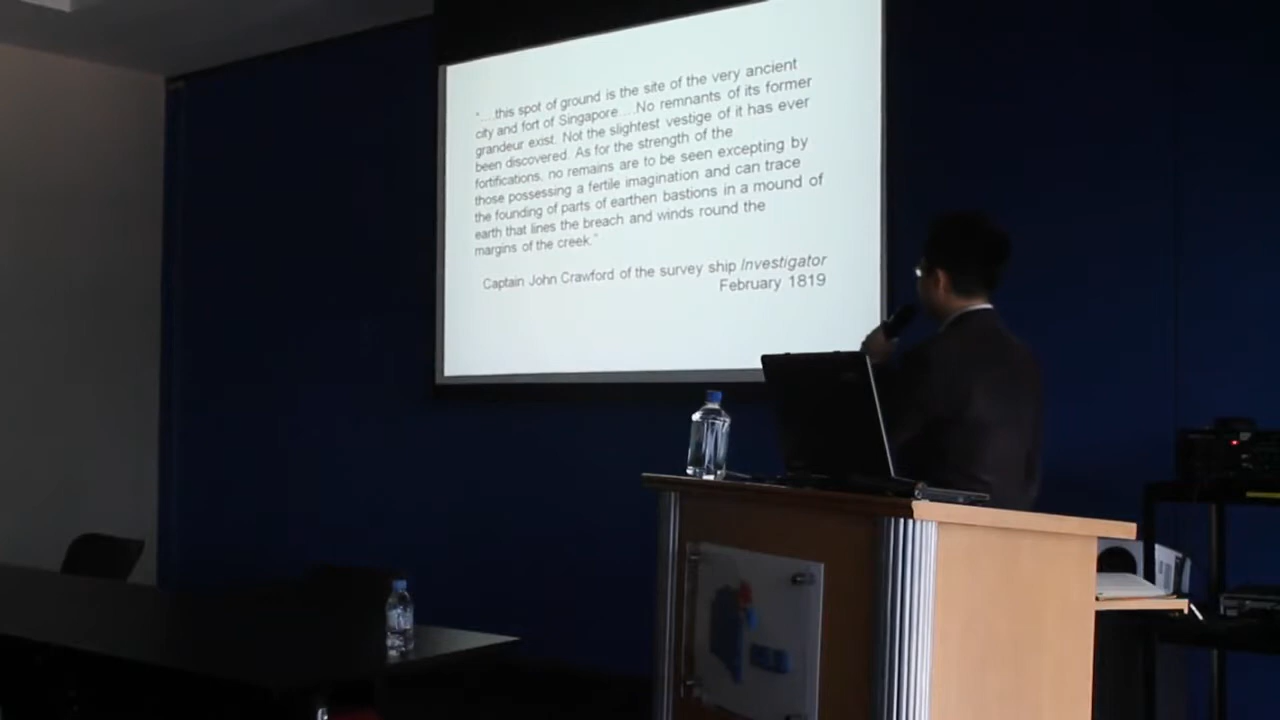 "....this spot of ground is the site of the very ancient
city and fort of Singapore....No remnants of its former
grandeur exist. Not the slightest vestige of it has ever
been discovered. As for the strength of the
fortifications, no remains are to be seen excepting by
those possessing a fertile imagination and can trace
the founding of parts of earthen bastions in a mound of
earth that lines the breach and winds round the
margins of the creek."
Captain John Crawford of the survey ship Investigator
February 1819